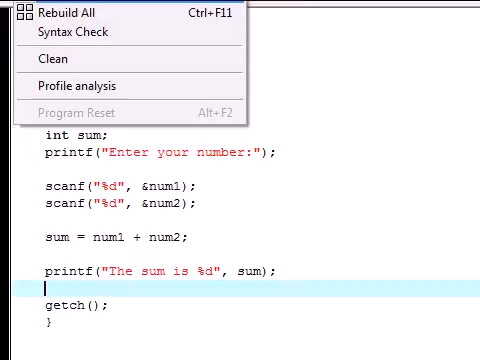 Rebuild All Ctrl+F11
Syntax Check
Clean
Profile analysis
Program Reset Alt+F2
int sum;
printf("Enter your number:");
scanf("%d", &num1);
scanf("%d", &num2);
sum = num1 + num2;
printf("The sum is %d", sum);
getch();
}